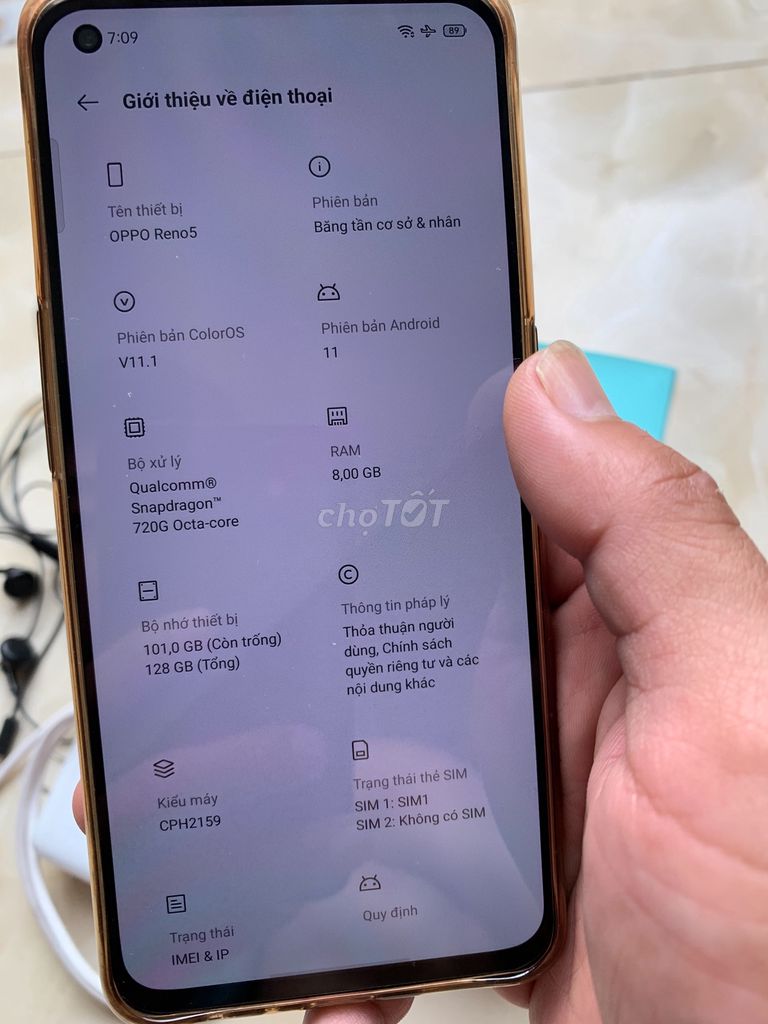 7:09
89
Giới thiệu về điện thoại
Tên thiết bị
OPPO Reno5
Phiên bản
Băng tần cơ sở & nhân
Phiên bản ColorOS
V11.1
Phiên bản Android
11
Bộ xử lý
Qualcomm®
Snapdragon™
720G Octa-core
RAM
8,00 GB
chợTỐT
Bộ nhớ thiết bị
101,0 GB (Còn trống)
128 GB (Tổng)
Thông tin pháp lý
Thỏa thuận người
dùng, Chính sách
quyền riêng tư và các
nội dung khác
Kiểu máy
CPH2159
Trạng thái thẻ SIM
SIM 1: SIM1
SIM 2: Không có SIM
Trạng thái
IMEI & IP
Quy định